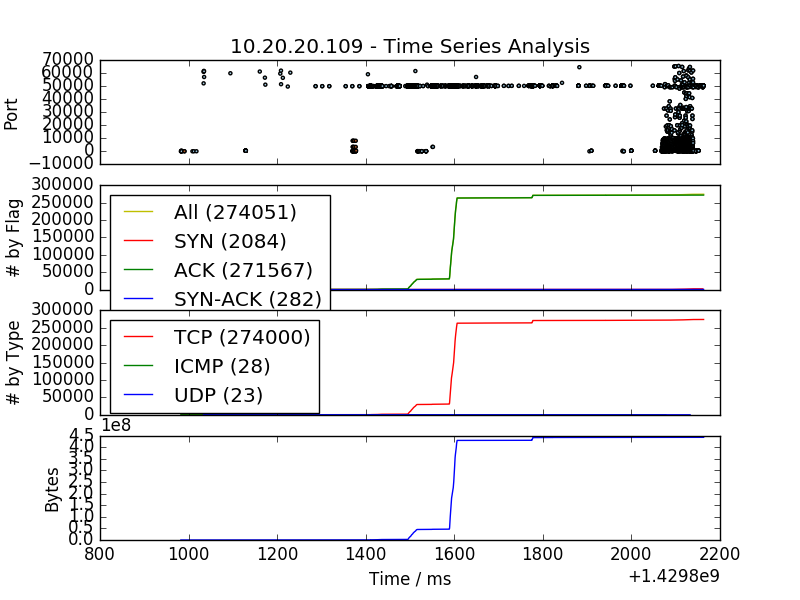 10.20.20.109 - Time Series Analysis
70000
60000
50000
40000
30000
20000
10000
0
−10000
Port
300000
250000
200000
150000
100000
50000
0
# by Flag
All (274051)
SYN (2084)
ACK (271567)
SYN-ACK (282)
300000
250000
200000
150000
100000
50000
0
# by Type
TCP (274000)
ICMP (28)
UDP (23)
1e8
4.5
4.0
3.5
3.0
2.5
2.0
1.5
1.0
0.5
0.0
Bytes
800 1000 1200 1400 1600 1800 2000 2200
Time / ms
+1.4298e9